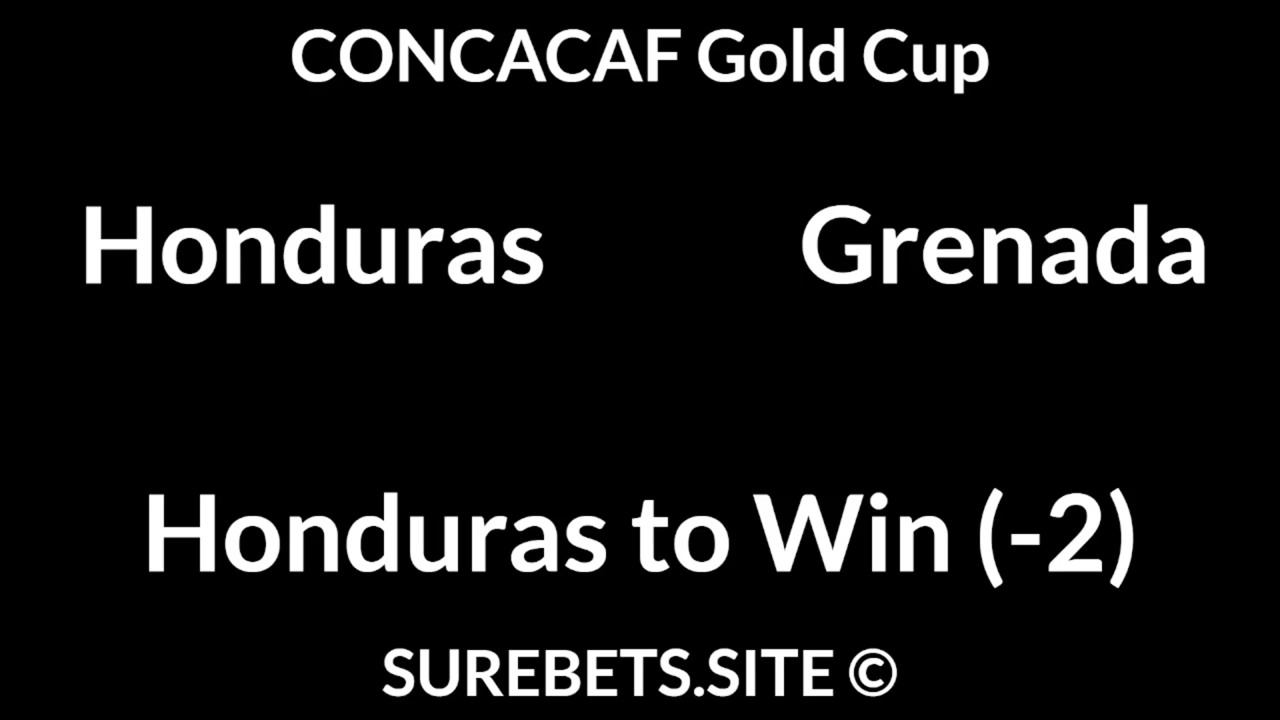 CONCACAF Gold Cup
Honduras Grenada
Honduras to Win (-2)
SUREBETS.SITE ©